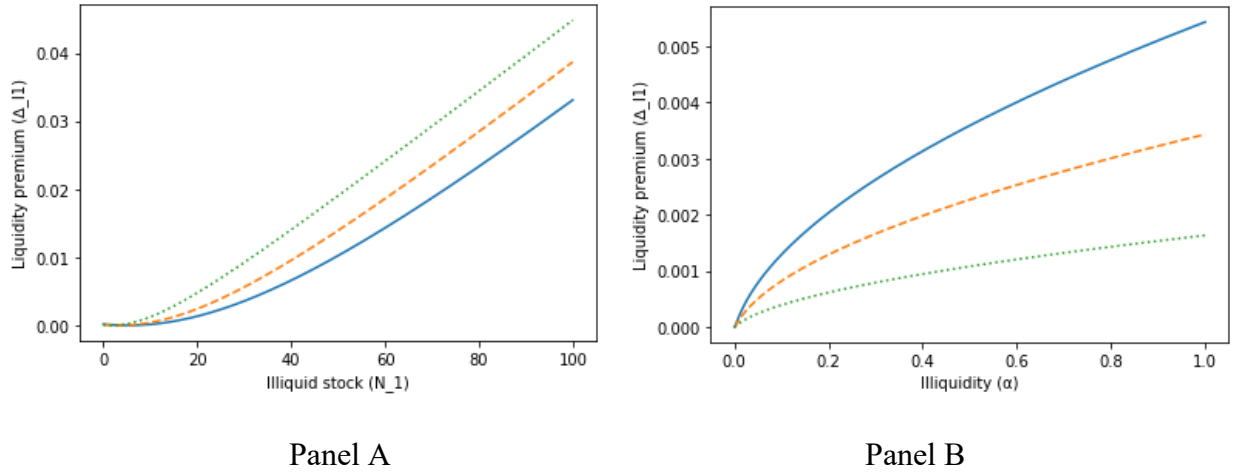 0.04
0.03
0.02
0.01
0.00
Liquidity premium (Δ_I1)
0 20 40 60 80 100
Illiquid stock (N_1)
0.005
0.004
0.003
0.002
0.001
0.000
Liquidity premium (Δ_I1)
0.0 0.2 0.4 0.6 0.8 1.0
Illiquidity (α)
Panel A
Panel B